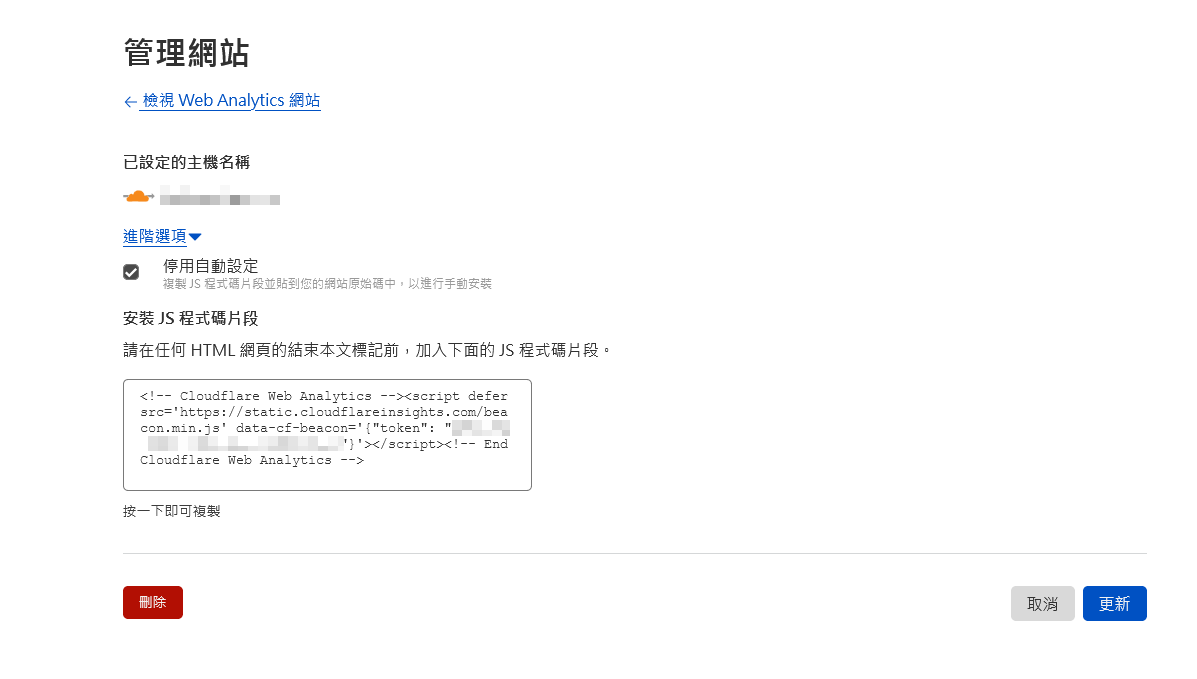 管理網站
← 檢視 Web Analytics 網站
已設定的主機名稱
進階選項
停用自動設定
複製 JS 程式碼片段並貼到您的網站原始碼中，以進行手動安裝
安裝 JS 程式碼片段
請在任何 HTML 網頁的結束本文標記前，加入下面的 JS 程式碼片段。
<!-- Cloudflare Web Analytics --><script defer
src='https://static.cloudflareinsights.com/bea
con.min.js' data-cf-beacon='{"token": "
"}'></script><!-- End
Cloudflare Web Analytics -->
按一下即可複製
刪除
取消
更新